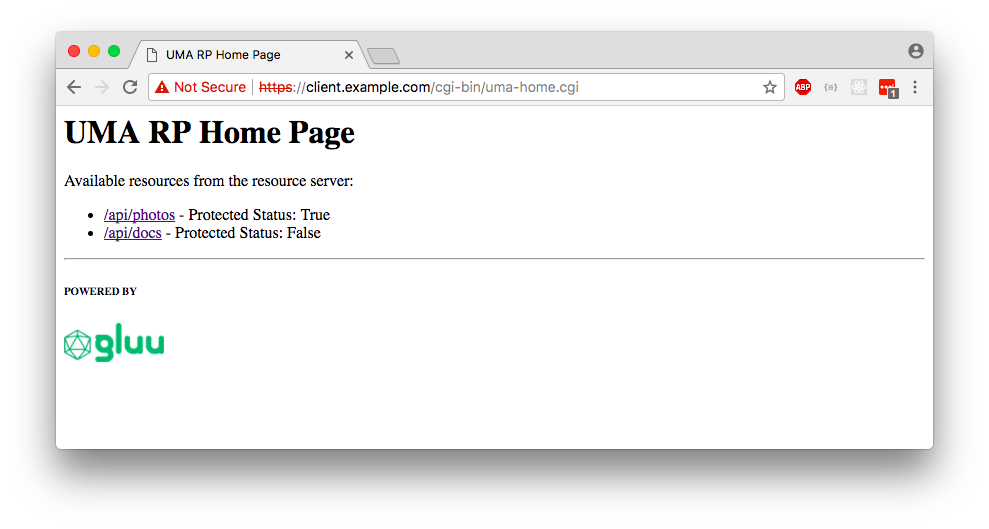 UMA RP Home Page
Not Secure https://client.example.com/cgi-bin/uma-home.cgi
ABP
1
UMA RP Home Page
Available resources from the resource server:
/api/photos - Protected Status: True
/api/docs - Protected Status: False
POWERED BY
gluu